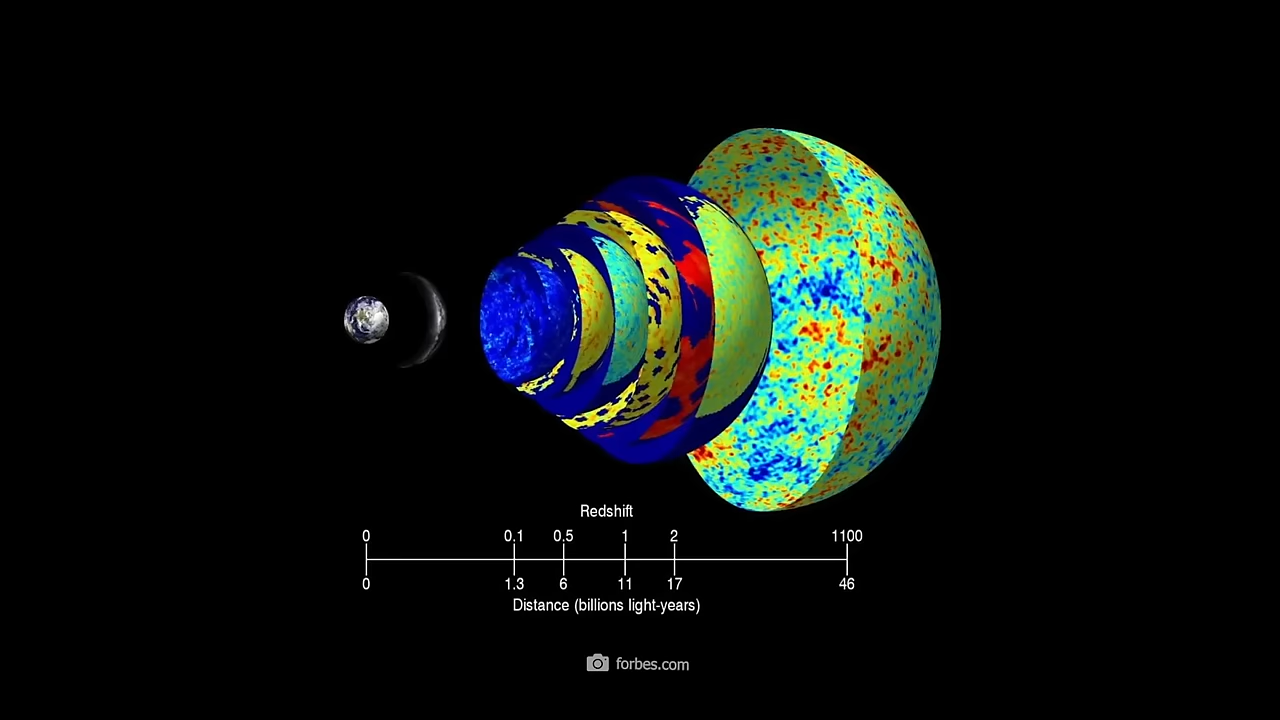 Redshift
0 0.1 0.5 1 2 1100
0 1.3 6 11 17 46
Distance (billions light-years)
forbes.com